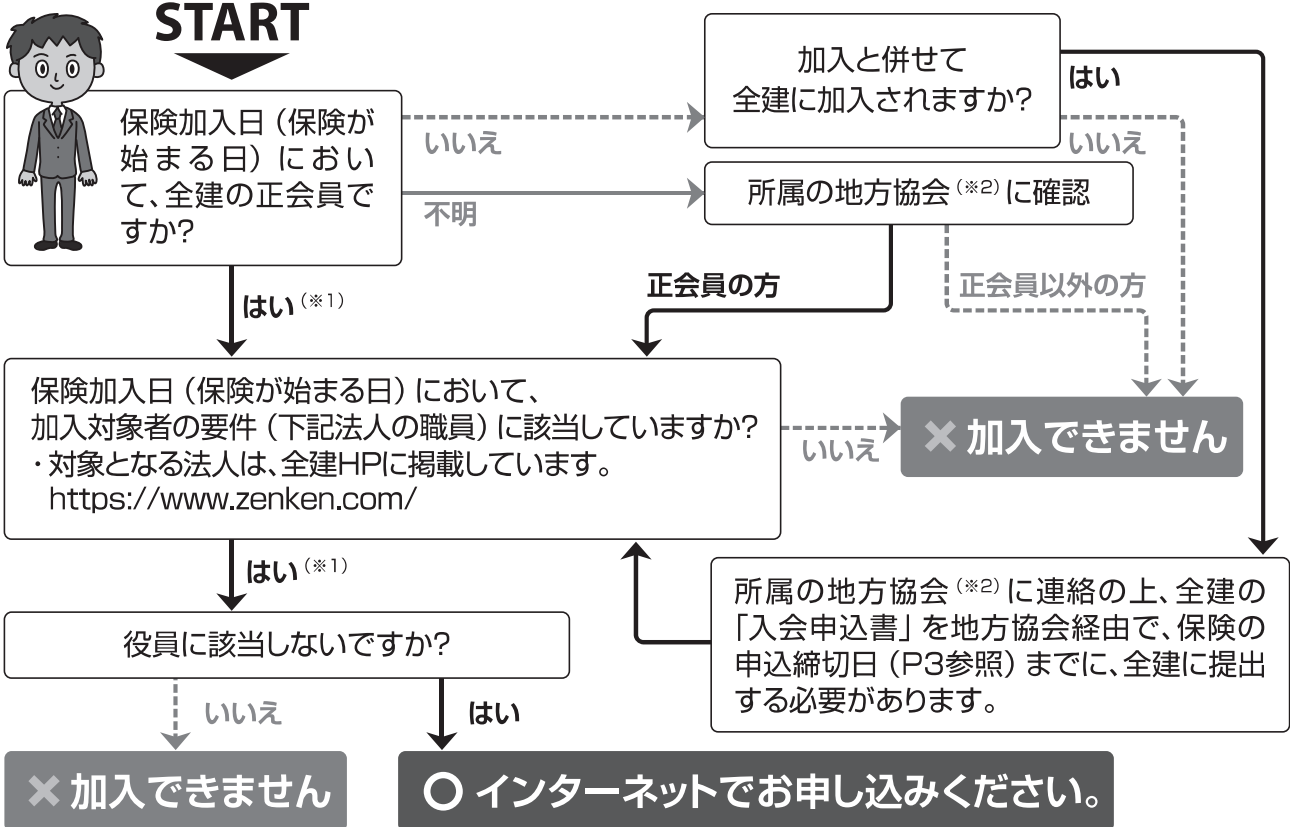 START
保険加入日（保険が
始まる日）におい
て、全建の正会員で
すか?
いいえ
不明
加入と併せて
全建に加入されますか?
はい
いいえ
所属の地方協会（※2）に確認
正会員の方
正会員以外の方
はい（※1）
保険加入日（保険が始まる日）において、
加入対象者の要件（下記法人の職員）に該当していますか?
・対象となる法人は、全建HPに掲載しています。
https://www.zenken.com/
いいえ
× 加入できません
はい（※1）
所属の地方協会（※2）に連絡の上、全建の
「入会申込書」を地方協会経由で、保険の
申込締切日（P3参照）までに、全建に提出
する必要があります。
役員に該当しないですか?
いいえ
はい
× 加入できません
○ インターネットでお申し込みください。